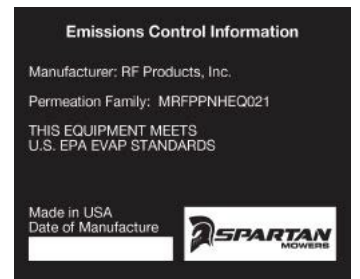 Emissions Control Information
Manufacturer: RF Products, Inc.
Permeation Family: MRFPPNHEQ021
THIS EQUIPMENT MEETS
U.S. EPA EVAP STANDARDS
Made in USA
Date of Manufacture
SPARTAN
MOWERS